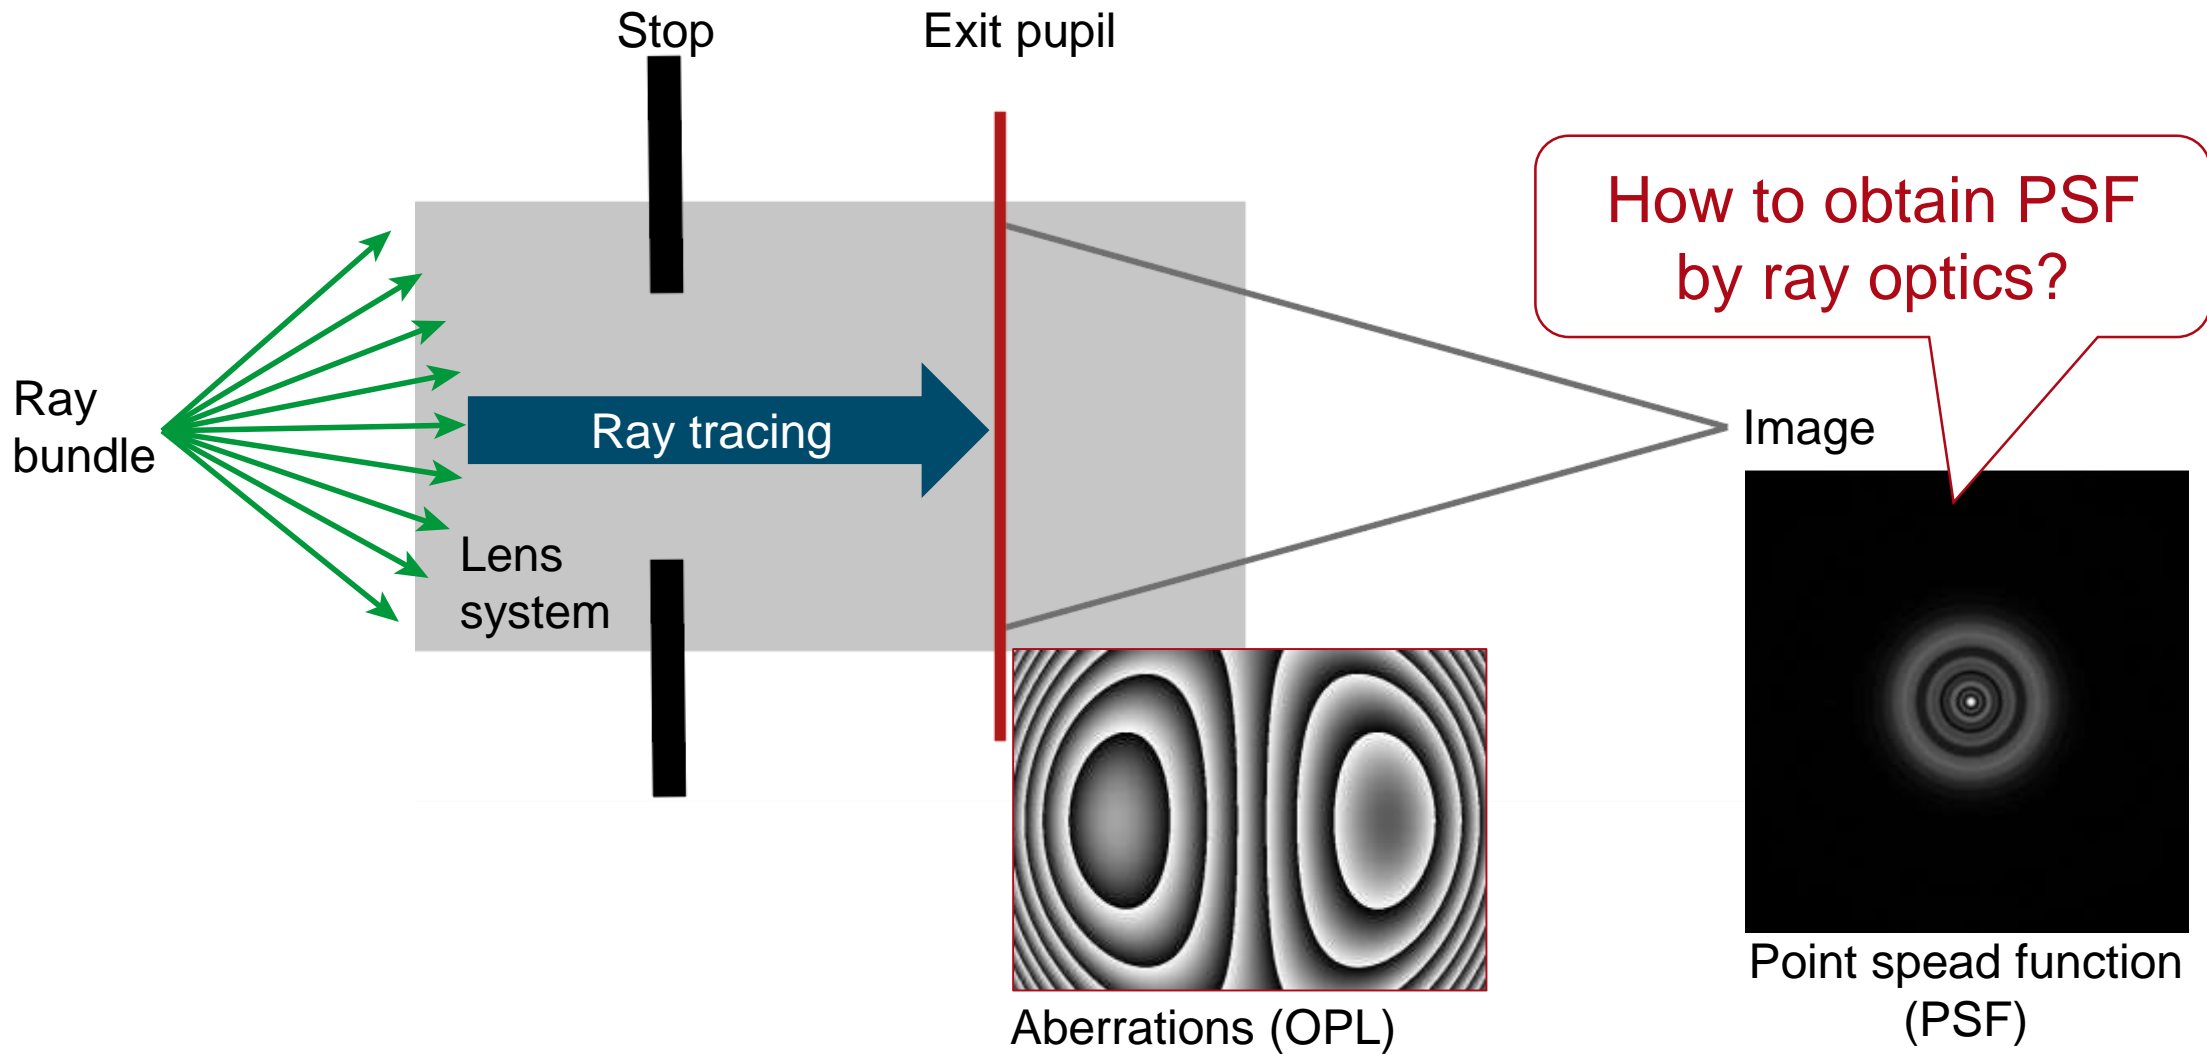 Stop
Exit pupil
How to obtain PSF
by ray optics?
Ray
bundle
Ray tracing
Image
Lens
system
Point spead function
(PSF)
Aberrations (OPL)